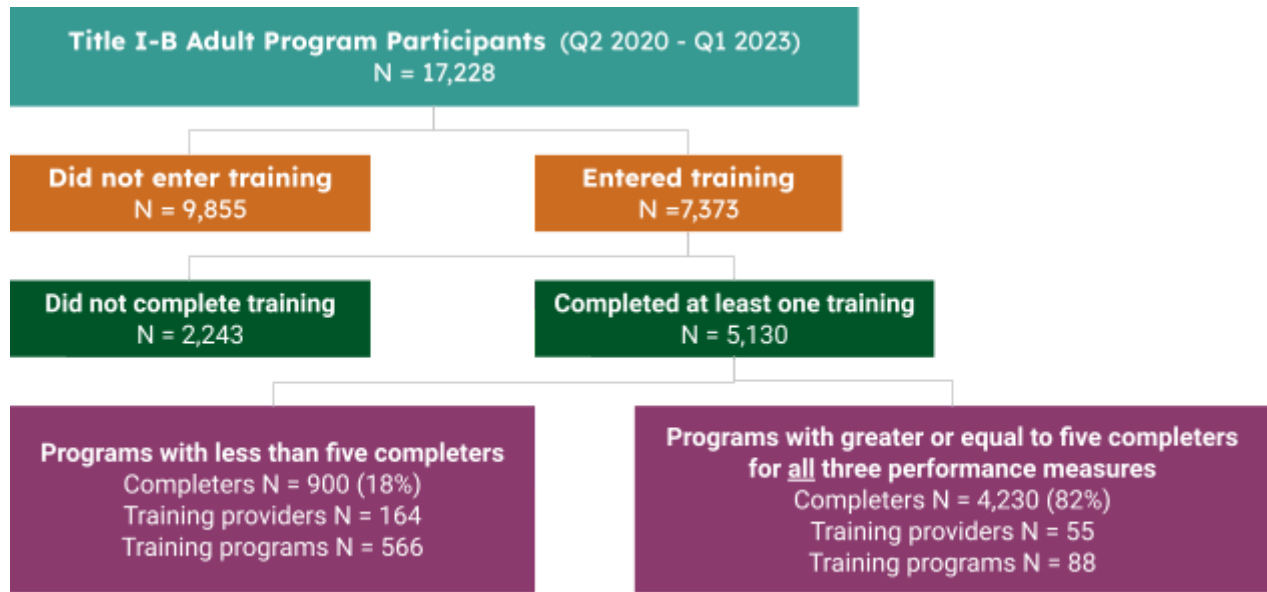 Title I-B Adult Program Participants (Q2 2020 - Q1 2023)
N = 17,228
Did not enter training
N = 9,855
Entered training
N =7,373
Did not complete training
N = 2,243
Completed at least one training
N = 5,130
Programs with less than five completers
Completers N = 900 (18%)
Training providers N = 164
Training programs N = 566
Programs with greater or equal to five completers
for all three performance measures
Completers N = 4,230 (82%)
Training providers N = 55
Training programs N = 88